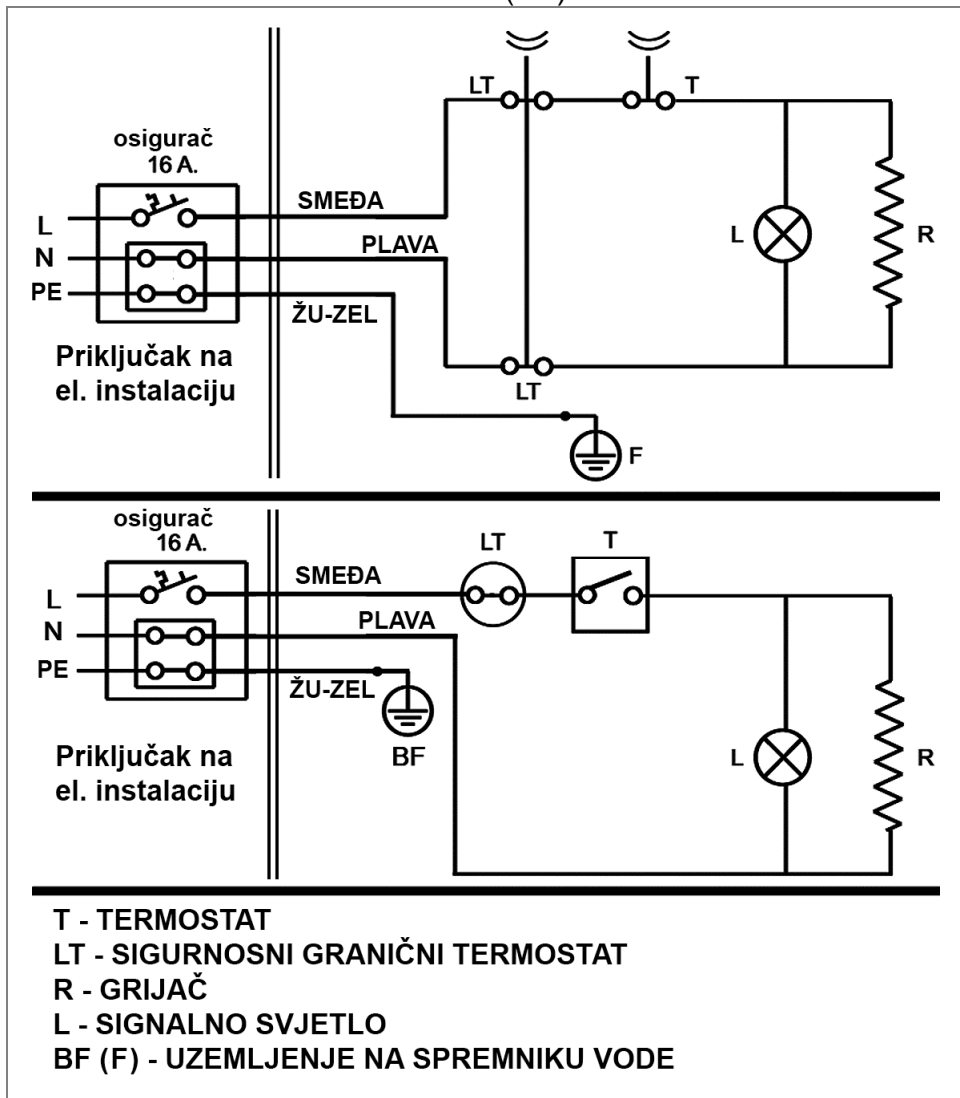 osigurač
16 A.
LT
T
SMEĐA
L
PLAVA
L
R
N
PE
ŽU-ZEL
Priključak na
el. instalaciju
LT
F
osigurač
16 A.
LT
T
SMEĐA
L
PLAVA
N
PE
ŽU-ZEL
BF
Priključak na
el. instalaciju
L
R
T - TERMOSTAT
LT - SIGURNOSNI GRANIČNI TERMOSTAT
R - GRIJAČ
L - SIGNALNO SVJETLO
BF (F) - UZEMLJENJE NA SPREMNIKU VODE